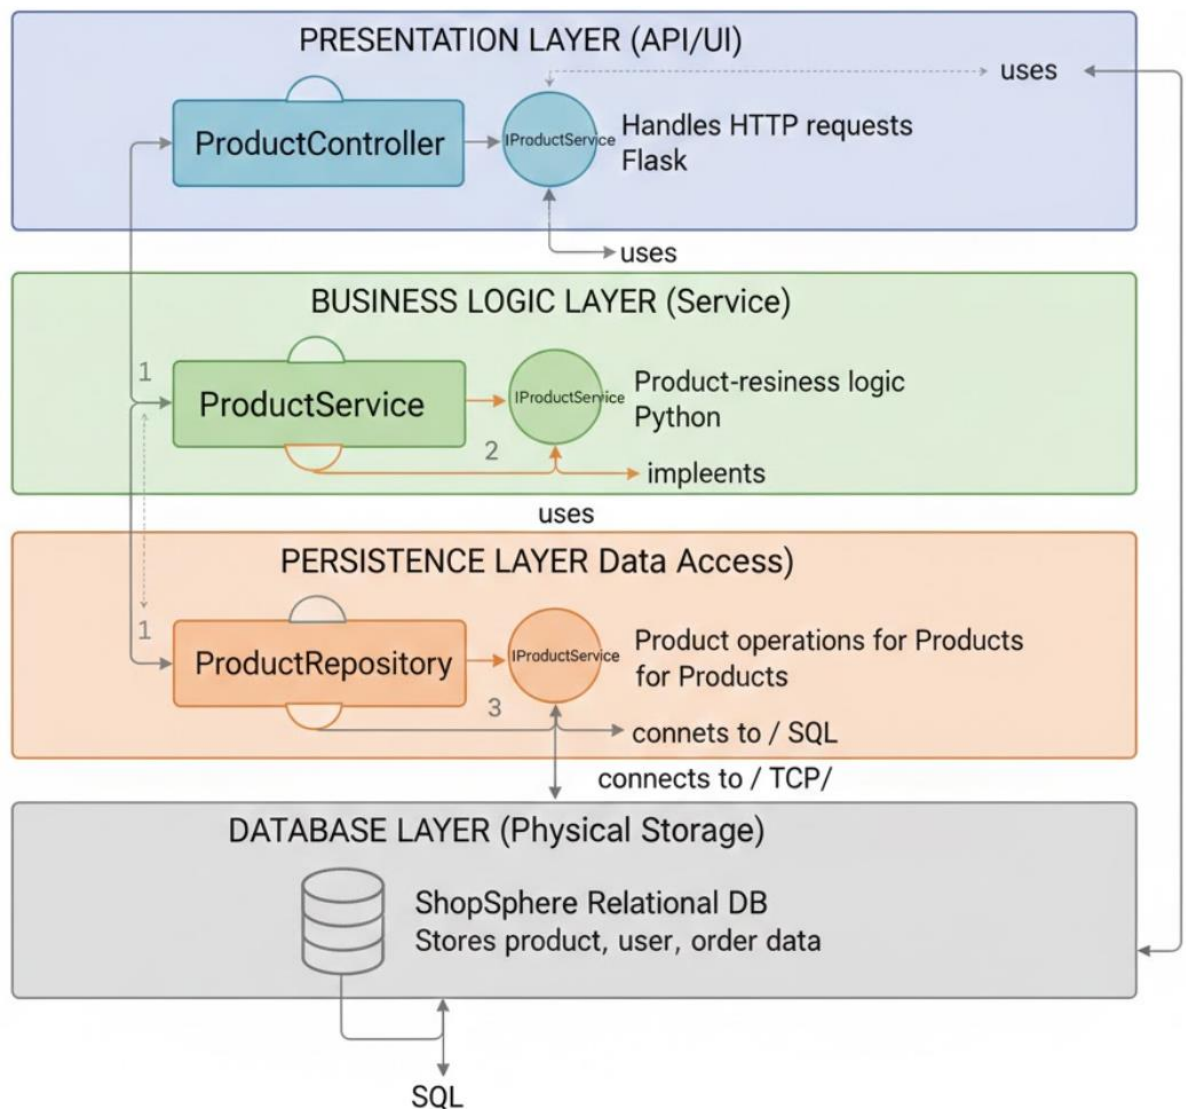 PRESENTATION LAYER (API/UI)
uses
ProductController
IProductService
Handles HTTP requests
Flask
uses
BUSINESS LOGIC LAYER (Service)
1
ProductService
IProductService
Product-resiness logic
Python
2
impleents
uses
PERSISTENCE LAYER Data Access)
1
ProductRepository
IProductService
Product operations for Products
for Products
3
connets to / SQL
connects to / TCP/
DATABASE LAYER (Physical Storage)
ShopSphere Relational DB
Stores product, user, order data
SQL